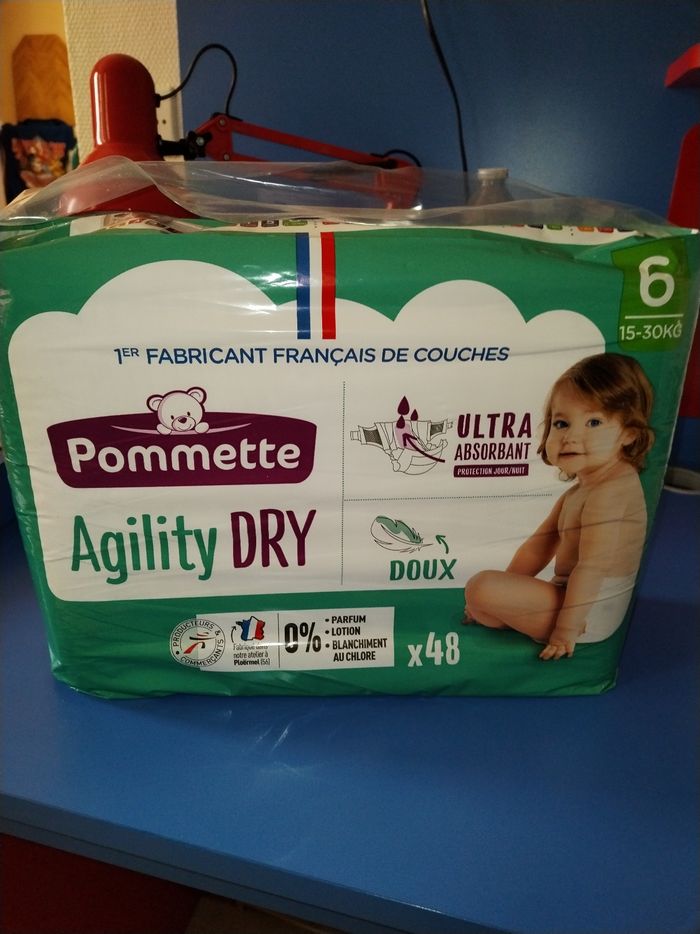 6
15-30KG
1ER FABRICANT FRANÇAIS DE COUCHES
Pommette
Agility DRY
ULTRA
ABSORBANT
PROTECTION JOUR/NUIT
DOUX
PRODUCTEURS & COMMERÇANTS
Fabriqué dans
notre atelier à
Ploërmel (56)
0%
• PARFUM
• LOTION
• BLANCHIMENT
AU CHLORE
x48